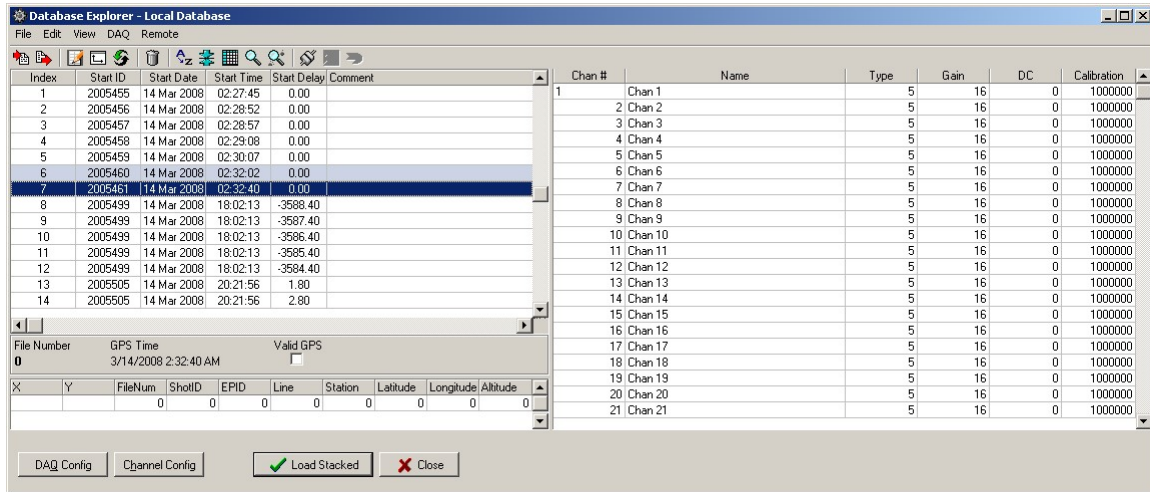 Database Explorer - Local Database
File Edit View DAQ Remote
Index Start ID Start Date Start Time Start Delay Comment
1 2005455 14 Mar 2008 02:27:45 0.00
2 2005456 14 Mar 2008 02:28:52 0.00
3 2005457 14 Mar 2008 02:28:57 0.00
4 2005458 14 Mar 2008 02:29:08 0.00
5 2005459 14 Mar 2008 02:30:07 0.00
6 2005460 14 Mar 2008 02:32:02 0.00
7 2005461 14 Mar 2008 02:32:40 0.00
8 2005499 14 Mar 2008 18:02:13 -3588.40
9 2005499 14 Mar 2008 18:02:13 -3587.40
10 2005499 14 Mar 2008 18:02:13 -3586.40
11 2005499 14 Mar 2008 18:02:13 -3585.40
12 2005499 14 Mar 2008 18:02:13 -3584.40
13 2005505 14 Mar 2008 20:21:56 1.80
14 2005505 14 Mar 2008 20:21:56 2.80
File Number GPS Time Valid GPS
0 3/14/2008 2:32:40 AM
X Y FileNum ShotID EPID Line Station Latitude Longitude Altitude
0 0 0 0 0 0 0 0
Chan # Name Type Gain DC Calibration
1 Chan 1 5 16 0 1000000
2 Chan 2 5 16 0 1000000
3 Chan 3 5 16 0 1000000
4 Chan 4 5 16 0 1000000
5 Chan 5 5 16 0 1000000
6 Chan 6 5 16 0 1000000
7 Chan 7 5 16 0 1000000
8 Chan 8 5 16 0 1000000
9 Chan 9 5 16 0 1000000
10 Chan 10 5 16 0 1000000
11 Chan 11 5 16 0 1000000
12 Chan 12 5 16 0 1000000
13 Chan 13 5 16 0 1000000
14 Chan 14 5 16 0 1000000
15 Chan 15 5 16 0 1000000
16 Chan 16 5 16 0 1000000
17 Chan 17 5 16 0 1000000
18 Chan 18 5 16 0 1000000
19 Chan 19 5 16 0 1000000
20 Chan 20 5 16 0 1000000
21 Chan 21 5 16 0 1000000
DAQ Config Channel Config Load Stacked Close